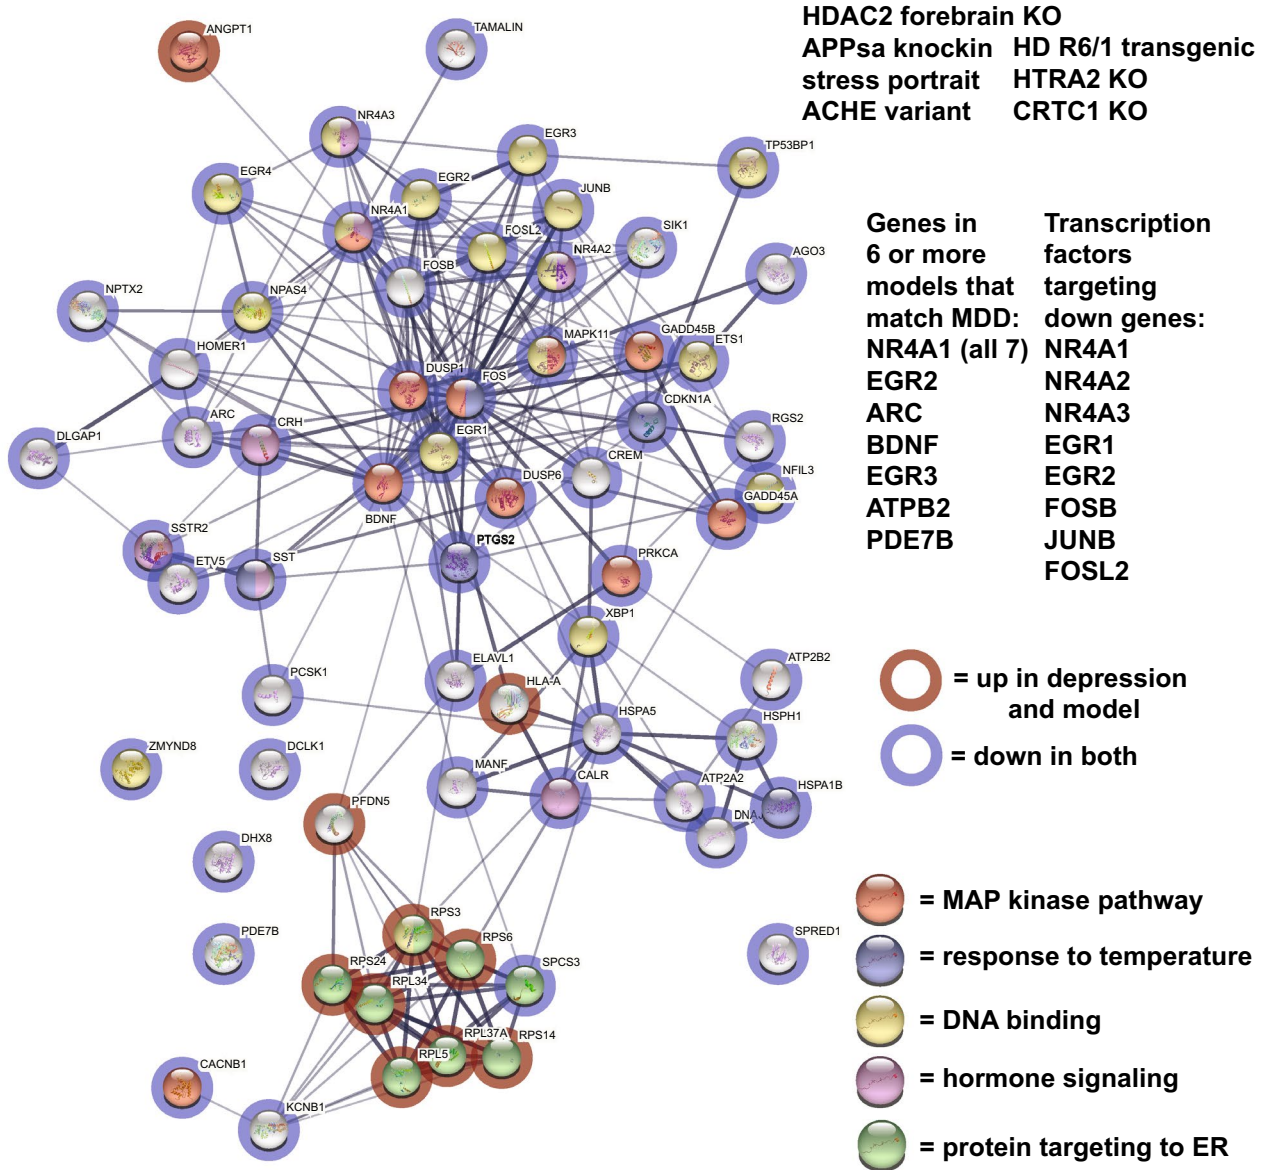 HDAC2 forebrain KO
APPsa knockin HD R6/1 transgenic
stress portrait HTRA2 KO
ACHE variant CRTC1 KO
ANGPT1
TAMALIN
NR4A3
EGR3
TP53BP1
EGR4
EGR2
JUNB
NR4A1
FOSL2
SIK1
NR4A2
AGO3
FOSB
NPTX2
NPAS4
MAPK11
GADD45B
ETS1
HOMER1
DUSP1
FOS
CDKN1A
ARC
CRH
RGS2
DLGAP1
EGR1
CREM
NFIL3
DUSP6
GADD45A
BDNF
SSTR2
PTGS2
ETV5
SST
PRKCA
XBP1
ELAVL1
ATP2B2
PCSK1
HLA-A
HSPA5
HSPH1
ZMYND8
DCLK1
MANF
CALR
ATP2A2
HSPA1B
PFDN5
DNAJ
DHX8
RPS3
PDE7B
RPS6
SPRED1
RPS24
SPCS3
RPL34
RPL37A
RPS14
RPL5
CACNB1
KCNB1
Genes in
6 or more
models that
match MDD:
NR4A1 (all 7)
EGR2
ARC
BDNF
EGR3
ATPB2
PDE7B
Transcription
factors
targeting
down genes:
NR4A1
NR4A2
NR4A3
EGR1
EGR2
FOSB
JUNB
FOSL2
= up in depression
and model
= down in both
= MAP kinase pathway
= response to temperature
= DNA binding
= hormone signaling
= protein targeting to ER